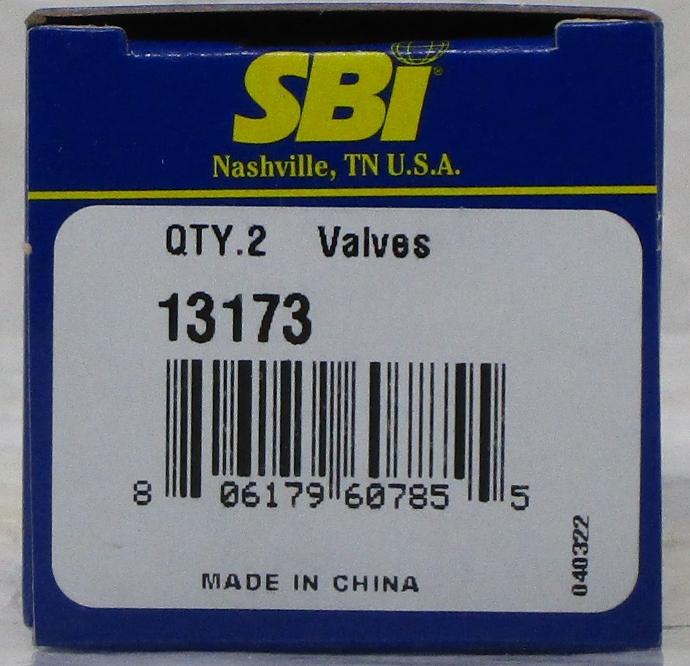 SBI®
Nashville, TN U.S.A.
QTY.2 Valves
13173
8 06179 60785 5
MADE IN CHINA
040322